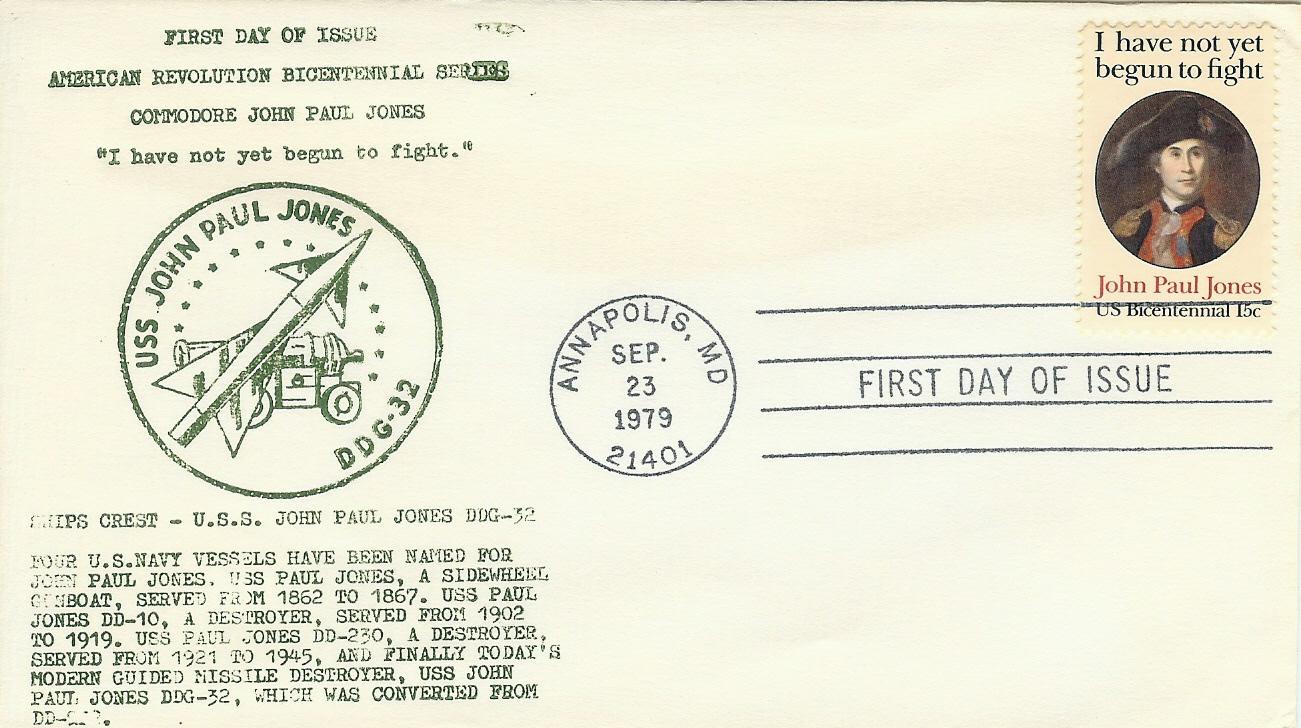 FIRST DAY OF ISSUE
AMERICAN REVOLUTION BICENTENNIAL SERIES
COMMODORE JOHN PAUL JONES
"I have not yet begun to fight."
USS JOHN PAUL JONES
DDG-32
SHIPS CREST - U.S.S. JOHN PAUL JONES DDG-32
FOUR U.S.NAVY VESSELS HAVE BEEN NAMED FOR
JOHN PAUL JONES. USS PAUL JONES, A SIDEWHEEL
GUNBOAT, SERVED FROM 1862 TO 1867. USS PAUL
JONES DD-10, A DESTROYER, SERVED FROM 1902
TO 1919. USS PAUL JONES DD-230, A DESTROYER,
SERVED FROM 1921 TO 1945, AND FINALLY TODAY'S
MODERN GUIDED MISSILE DESTROYER, USS JOHN
PAUL JONES DDG-32, WHICH WAS CONVERTED FROM
ANNAPOLIS, MD
SEP.
23
1979
21401
FIRST DAY OF ISSUE
I have not yet
begun to fight
John Paul Jones
US Bicentennial 15c